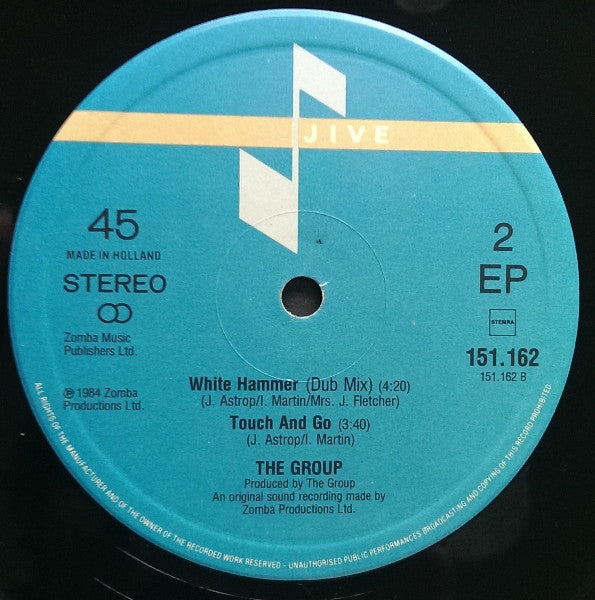 JIVE
45
MADE IN HOLLAND
STEREO
Zomba Music
Publishers Ltd.
℗ 1984 Zomba
Productions Ltd.
2
EP
STEMRA
151.162
151.162 B
White Hammer (Dub Mix) (4:20)
(J. Astrop/I. Martin/Mrs. J. Fletcher)
Touch And Go (3:40)
(J. Astrop/I. Martin)
THE GROUP
Produced by The Group
An original sound recording made by
Zomba Productions Ltd.
ALL RIGHTS OF THE MANUFACTURER AND OF THE OWNER OF THE RECORDED WORK RESERVED - UNAUTHORISED PUBLIC PERFORMANCES BROADCASTING AND COPYING OF THIS RECORD PROHIBITED